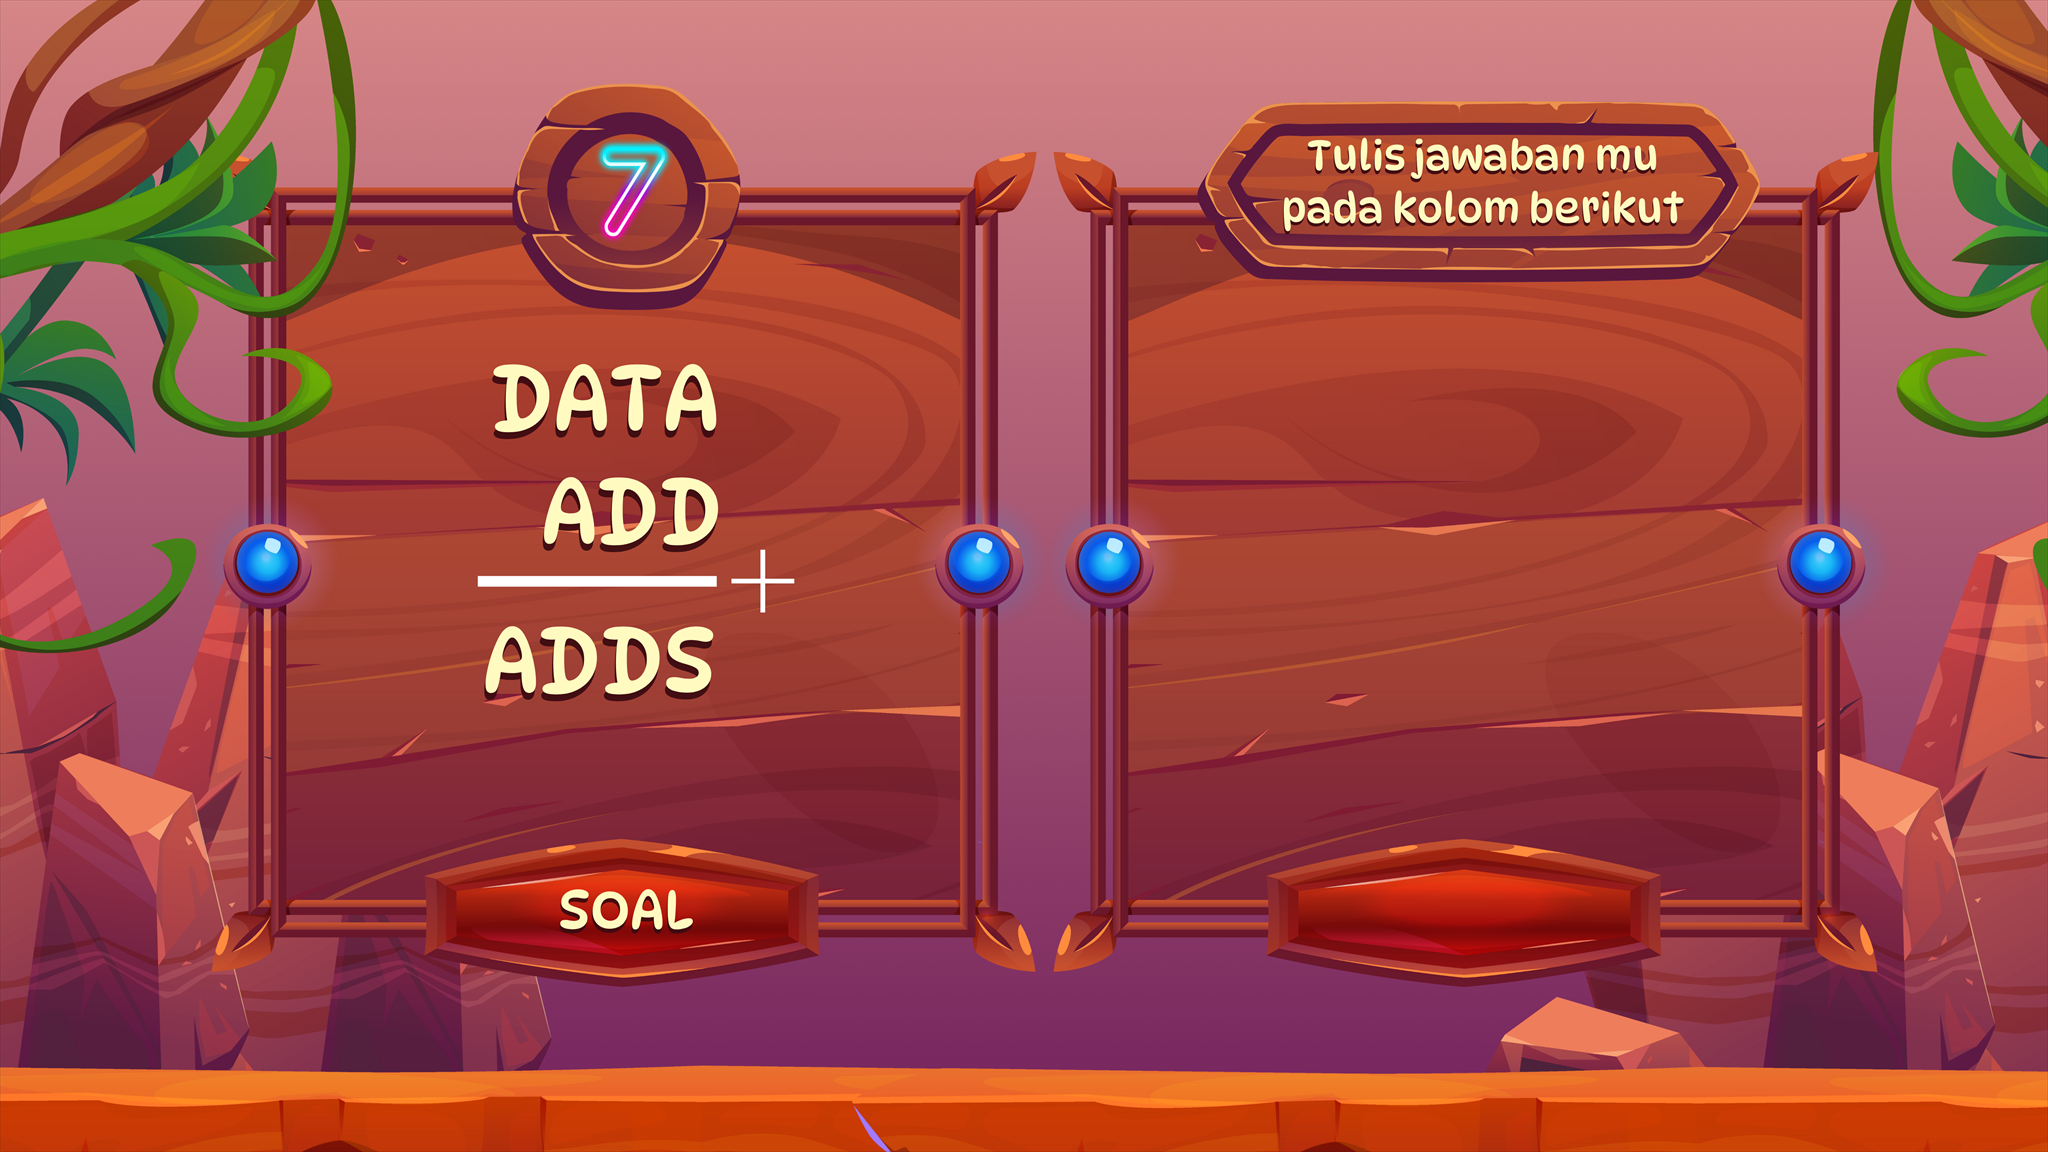 7
DATA
ADD
+
ADDS
SOAL
Tulis jawaban mu
pada kolom berikut